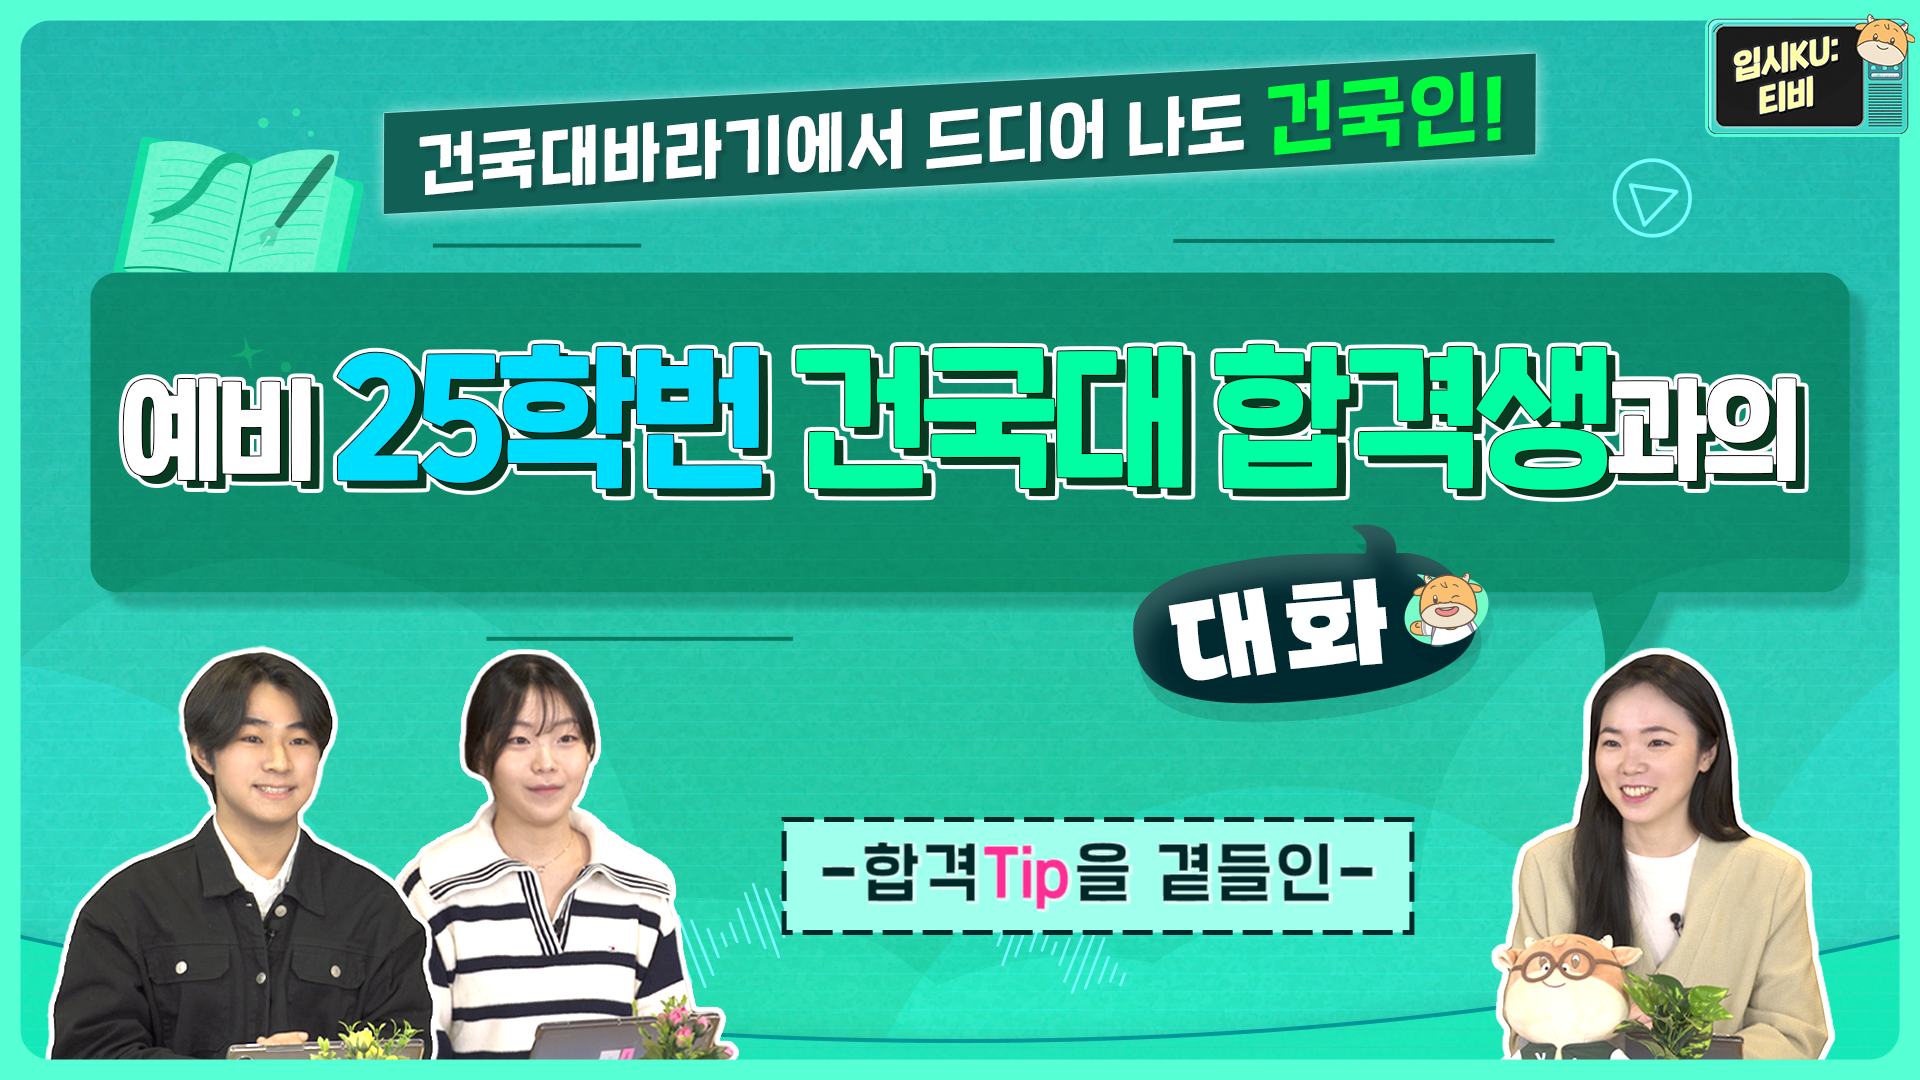 입시KU:
티비
건국대바라기에서 드디어 나도 건국인!
예비 25학번 건국대 합격생과의
대화
-합격Tip을 곁들인-